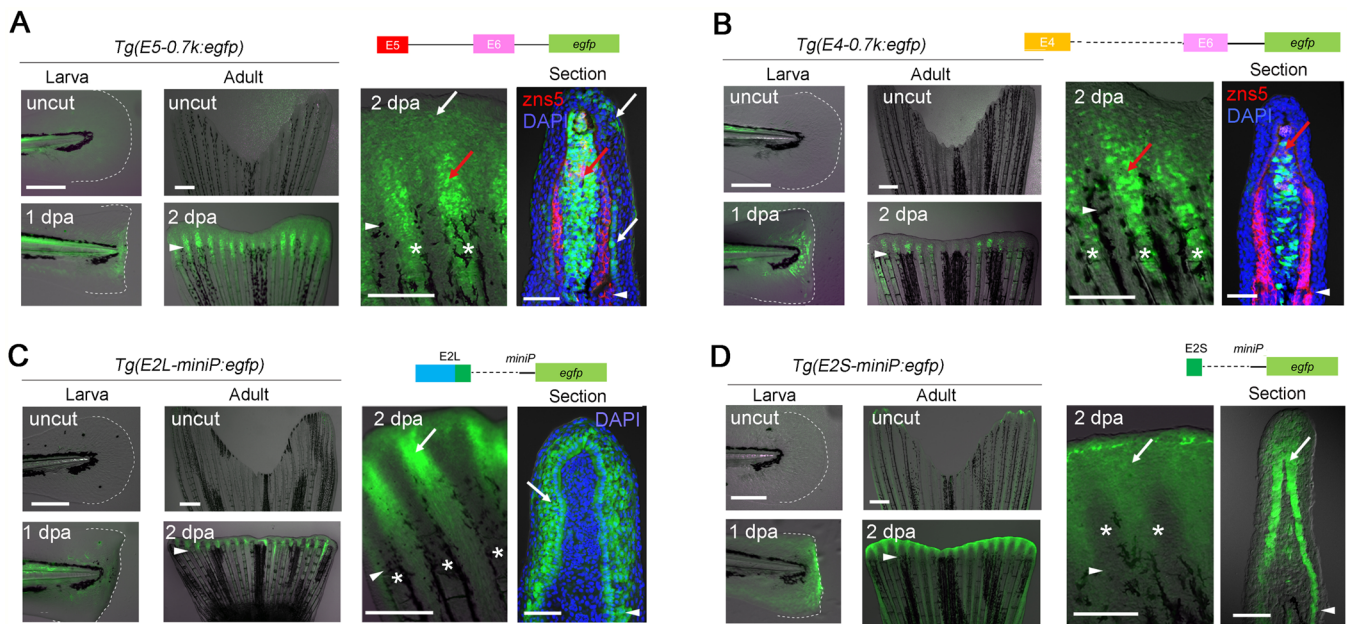 A
Tg(E5-0.7k:egfp)
E5
E6
egfp
Larva
Adult
Section
uncut
uncut
2 dpa
zns5
DAPI
1 dpa
2 dpa
*
*
B
Tg(E4-0.7k:egfp)
E4
E6
egfp
Larva
Adult
Section
uncut
uncut
2 dpa
zns5
DAPI
1 dpa
2 dpa
*
*
*
C
Tg(E2L-miniP:egfp)
E2L
miniP
egfp
Larva
Adult
Section
uncut
uncut
2 dpa
DAPI
1 dpa
2 dpa
*
*
*
D
Tg(E2S-miniP:egfp)
E2S
miniP
egfp
Larva
Adult
Section
uncut
uncut
2 dpa
1 dpa
2 dpa
*
*